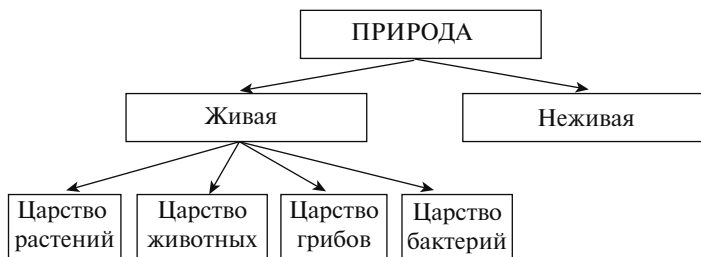 ПРИРОДА
Живая
Неживая
Царство
растений
Царство
животных
Царство
грибов
Царство
бактерий